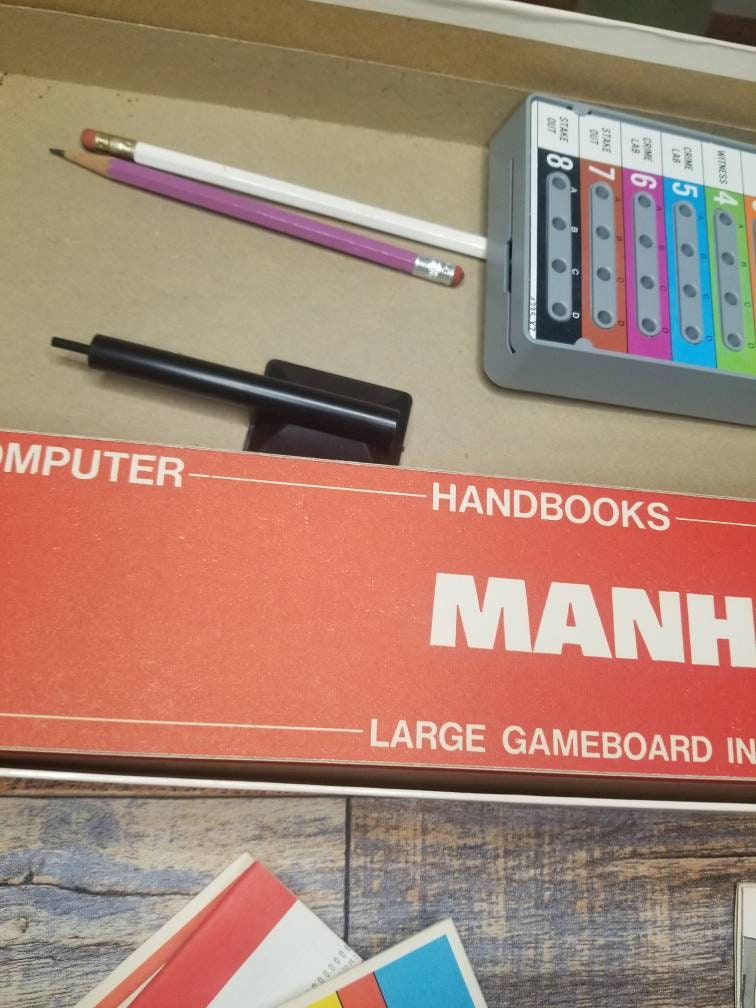 STAKE OUT
8
A B C D
STAKE OUT
7
A B C D
CRIME LAB
6
A B C D
CRIME LAB
5
A B C D
WITNESS
4
OMPUTER
HANDBOOKS
MANH
LARGE GAMEBOARD IN